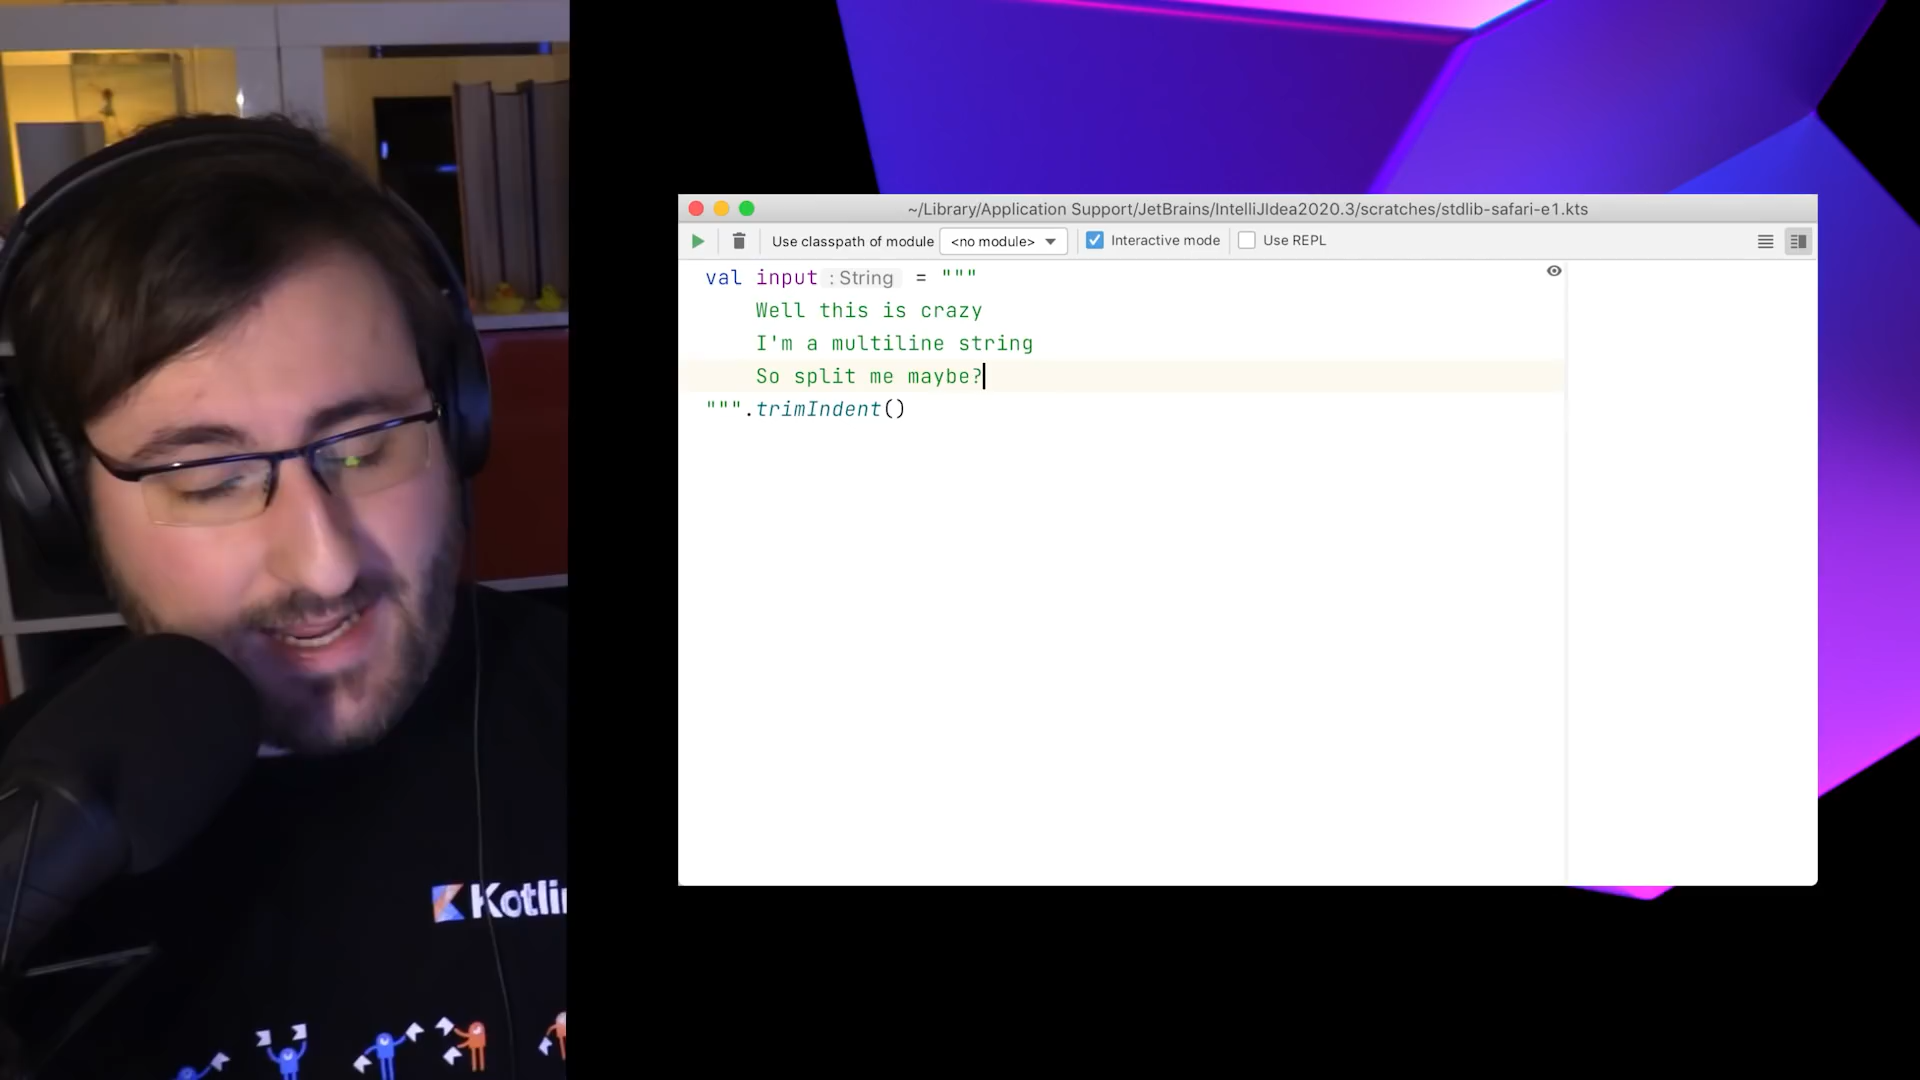 ~/Library/Application Support/JetBrains/IntelliJIdea2020.3/scratches/stdlib-safari-e1.kts
Use classpath of module <no module> Interactive mode Use REPL
val input : String = """
Well this is crazy
I'm a multiline string
So split me maybe?
""".trimIndent()
Kotlin